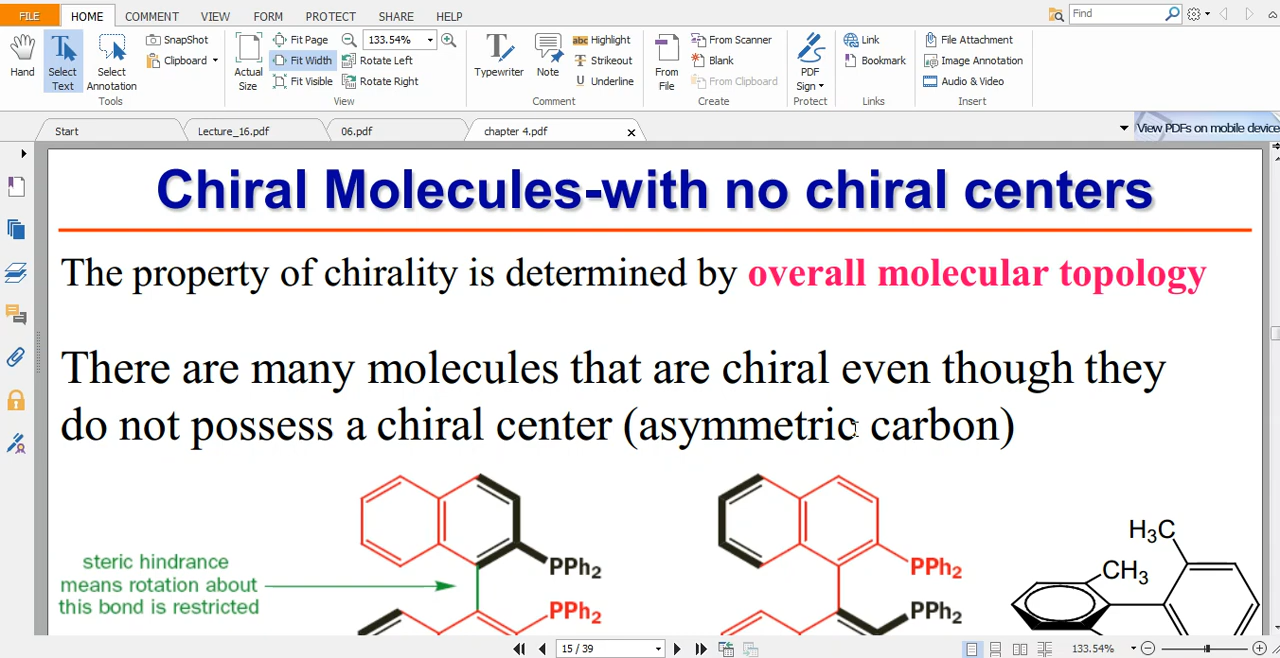 FILE HOME COMMENT VIEW FORM PROTECT SHARE HELP Find
Hand
Select Text
Select Annotation
SnapShot
Clipboard
Tools
Actual Size
Fit Page
Fit Width
Fit Visible
133.54%
Rotate Left
Rotate Right
View
Typewriter
Note
abc Highlight
Strikeout
Underline
Comment
From File
From Scanner
Blank
From Clipboard
Create
PDF Sign
Protect
Link
Bookmark
Links
File Attachment
Image Annotation
Audio & Video
Insert
Start Lecture_16.pdf 06.pdf chapter 4.pdf View PDFs on mobile device
Chiral Molecules-with no chiral centers
The property of chirality is determined by overall molecular topology
There are many molecules that are chiral even though they
do not possess a chiral center (asymmetric carbon)
steric hindrance
means rotation about
this bond is restricted
PPh2
PPh2
PPh2
PPh2
H3C
CH3
15 / 39 133.54%